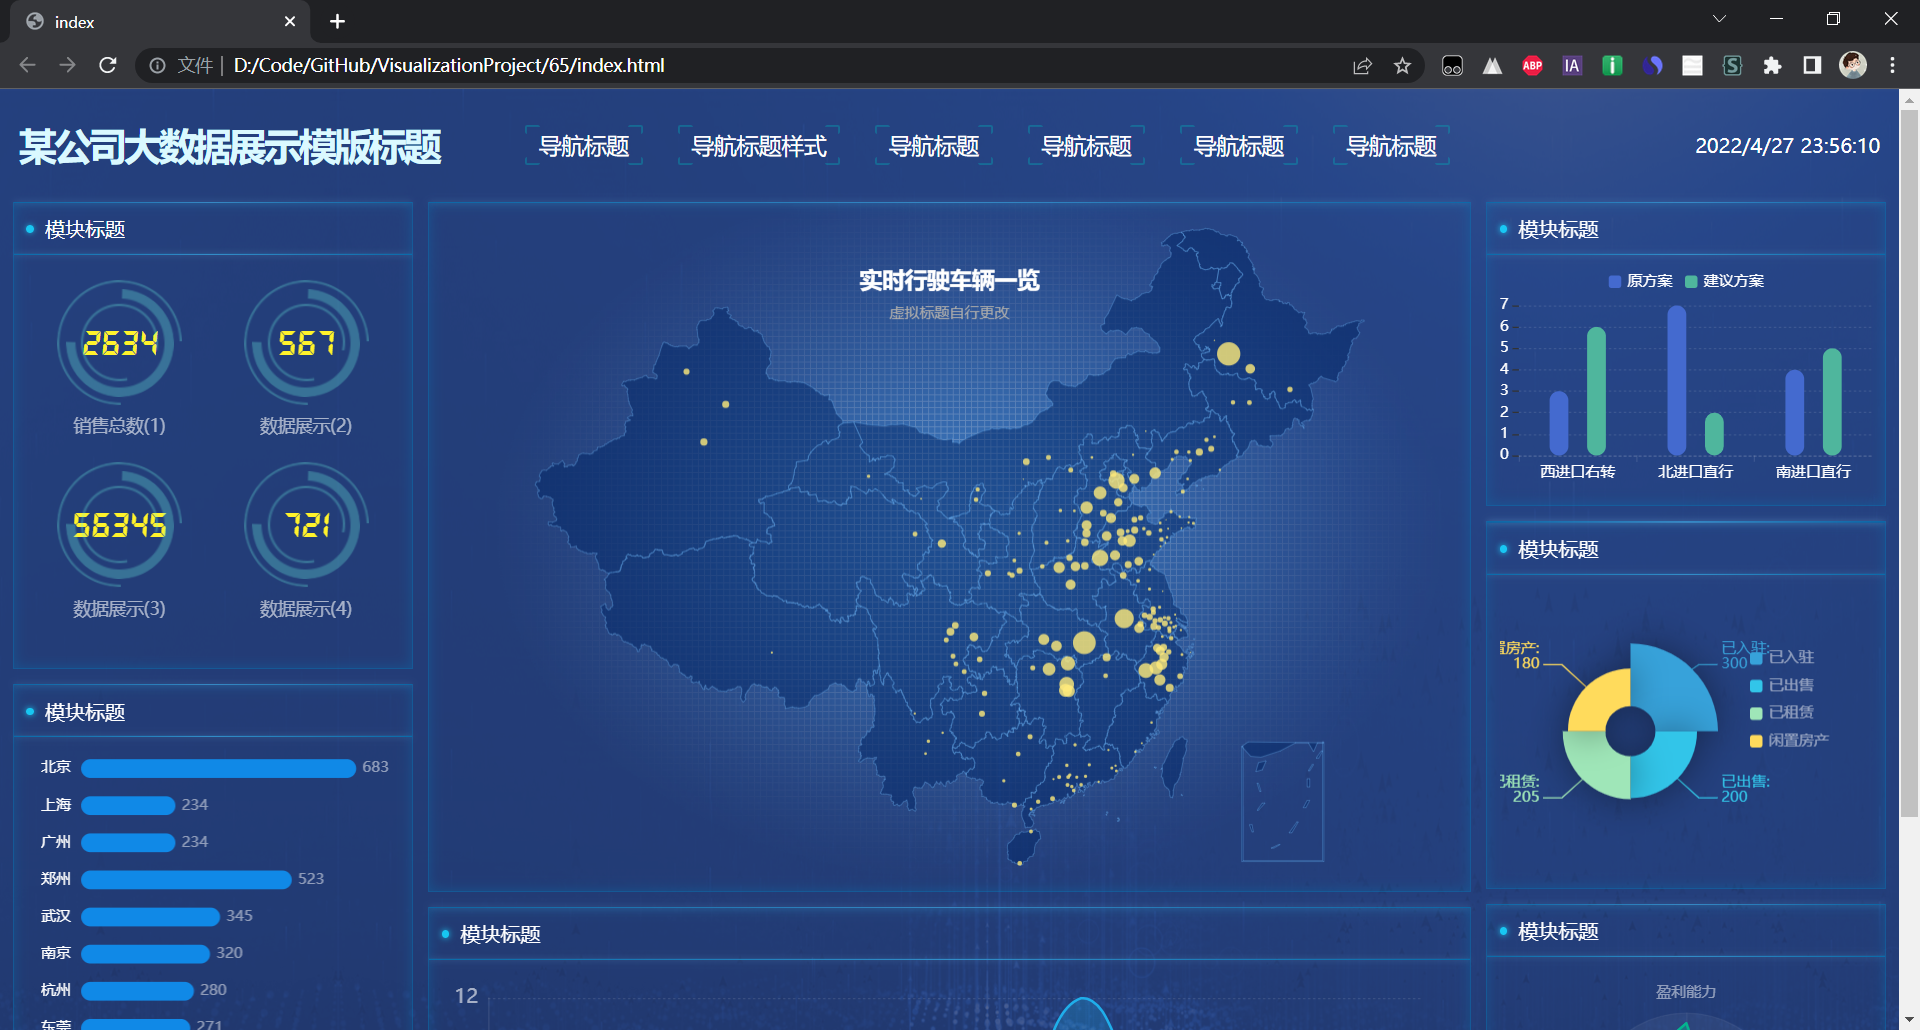 index
文件 | D:/Code/GitHub/VisualizationProject/65/index.html
ABP
IA
某公司大数据展示模版标题
导航标题
导航标题样式
导航标题
导航标题
导航标题
导航标题
2022/4/27 23:56:10
模块标题
2634
567
销售总数(1)
数据展示(2)
56345
721
数据展示(3)
数据展示(4)
模块标题
北京 683
上海 234
广州 234
郑州 523
武汉 345
南京 320
杭州 280
东莞 271
实时行驶车辆一览
虚拟标题自行更改
模块标题
12
模块标题
原方案 建议方案
7
6
5
4
3
2
1
0
西进口右转 北进口直行 南进口直行
模块标题
置房产:
180
已入驻:
300
已入驻
已出售
已租赁
闲置房产
已租赁:
205
已出售:
200
模块标题
盈利能力